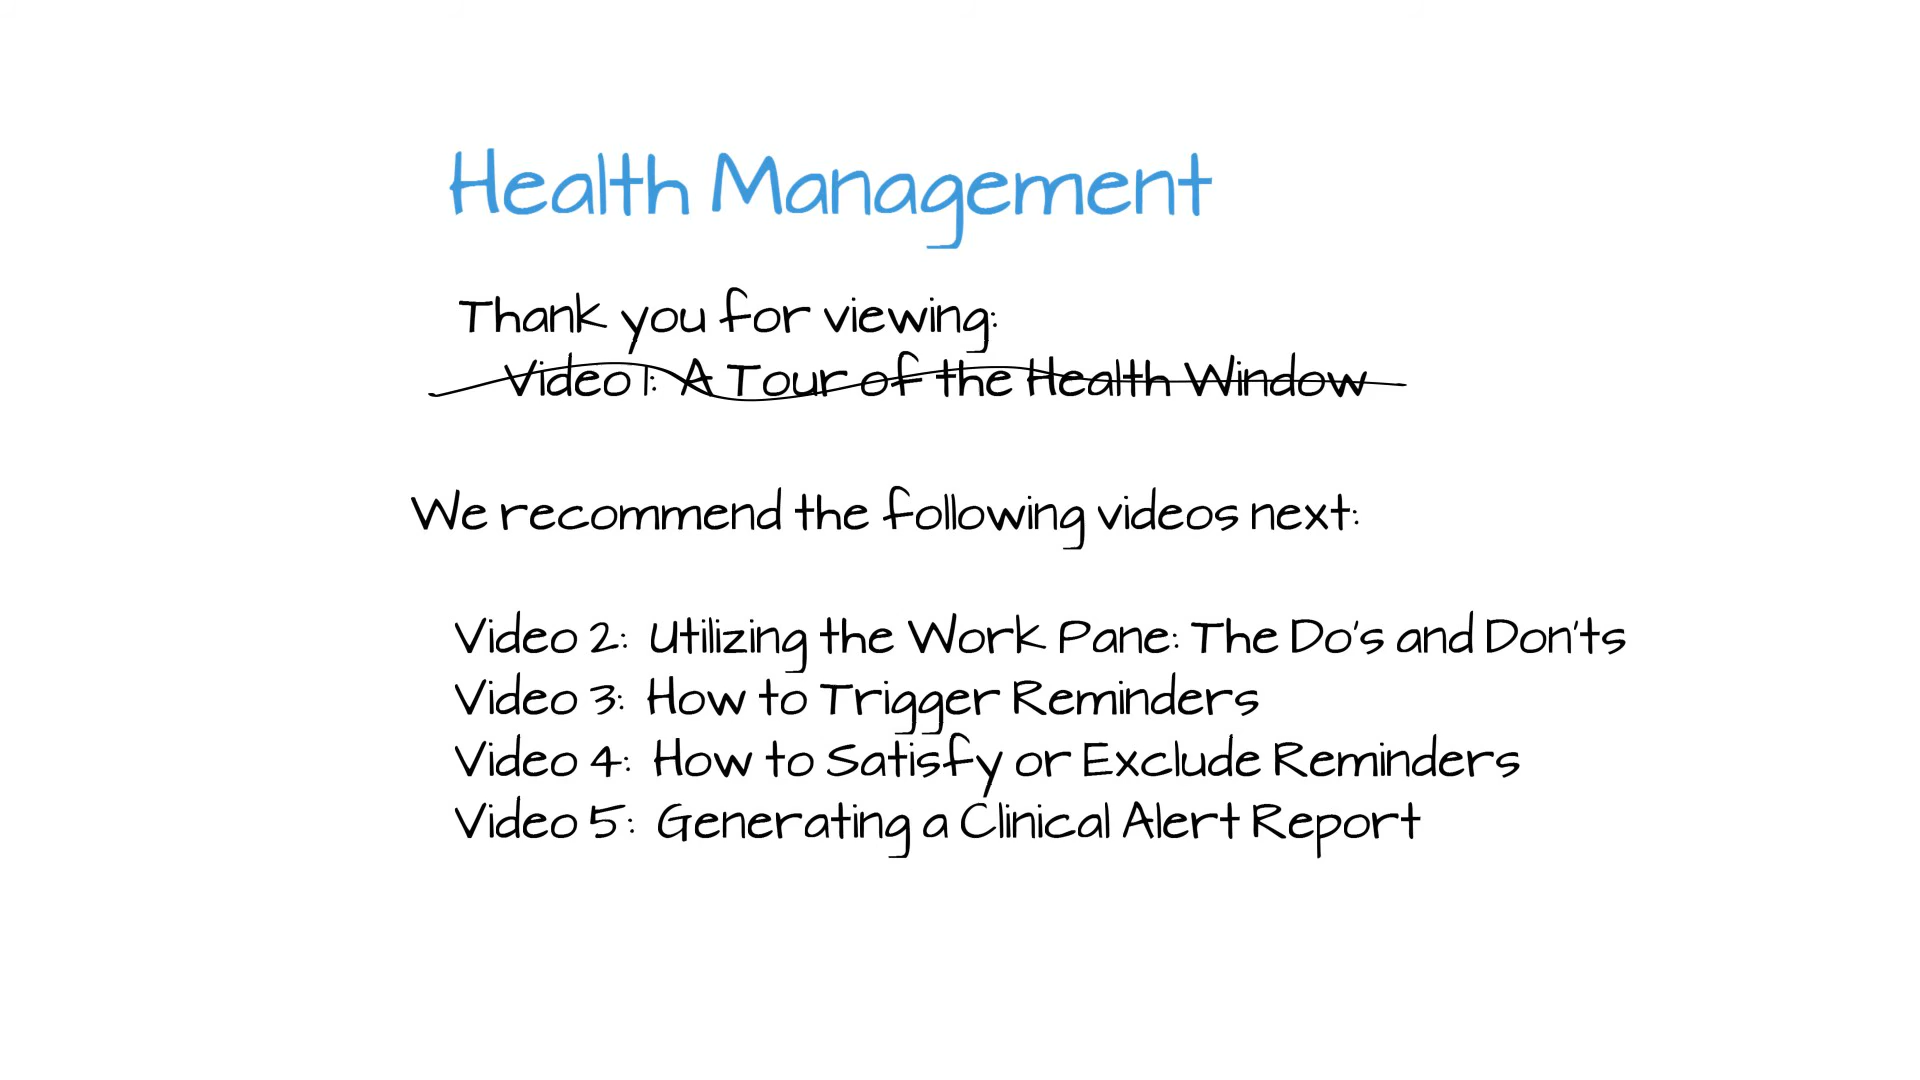 Health Management
Thank you for viewing:
Video 1: A Tour of the Health Window
We recommend the following videos next:
Video 2: Utilizing the Work Pane: The Do's and Don'ts
Video 3: How to Trigger Reminders
Video 4: How to Satisfy or Exclude Reminders
Video 5: Generating a Clinical Alert Report